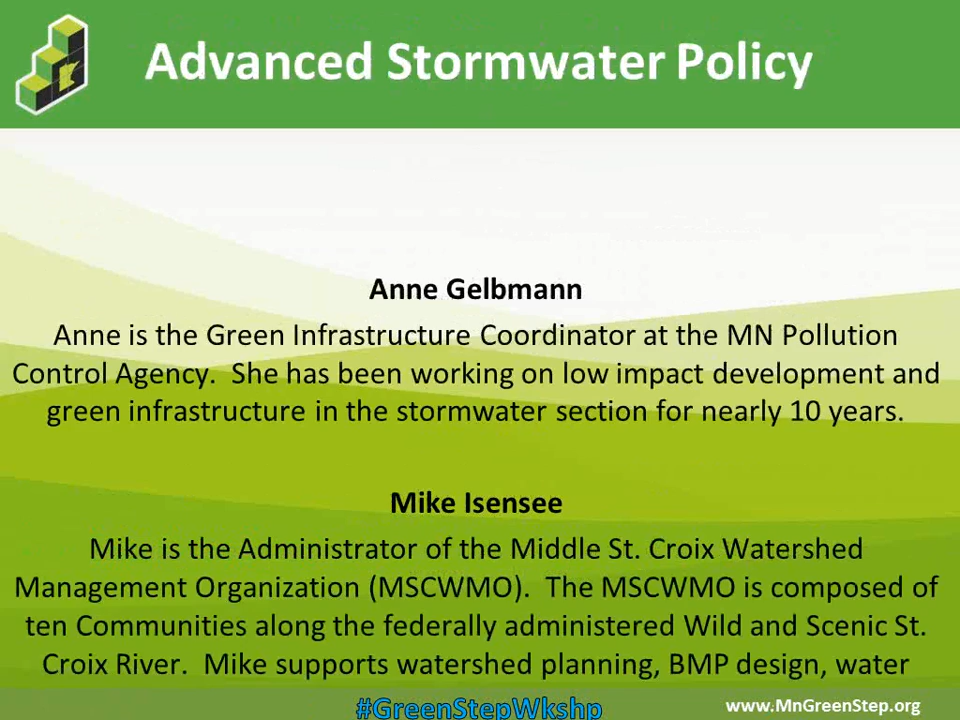 Advanced Stormwater Policy
Anne Gelbmann
Anne is the Green Infrastructure Coordinator at the MN Pollution
Control Agency.  She has been working on low impact development and
green infrastructure in the stormwater section for nearly 10 years.
Mike Isensee
Mike is the Administrator of the Middle St. Croix Watershed
Management Organization (MSCWMO).  The MSCWMO is composed of
ten Communities along the federally administered Wild and Scenic St.
Croix River.  Mike supports watershed planning, BMP design, water
#GreenStepWkshp
www.MnGreenStep.org